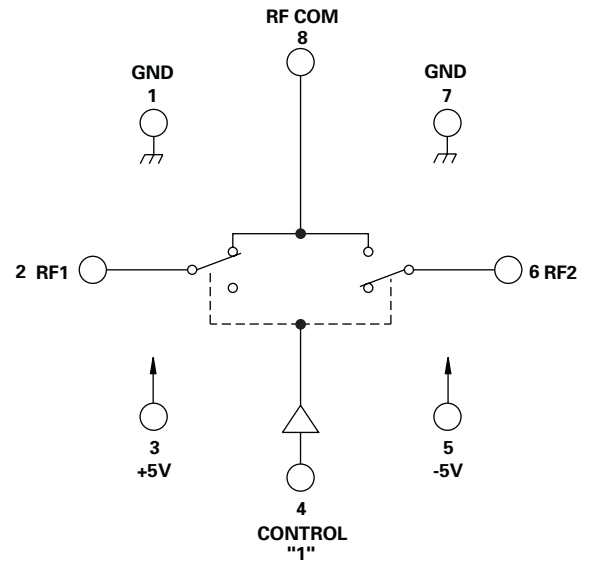 RF COM
8
GND
1
GND
7
2 RF1
6 RF2
3
+5V
5
-5V
4
CONTROL
"1"